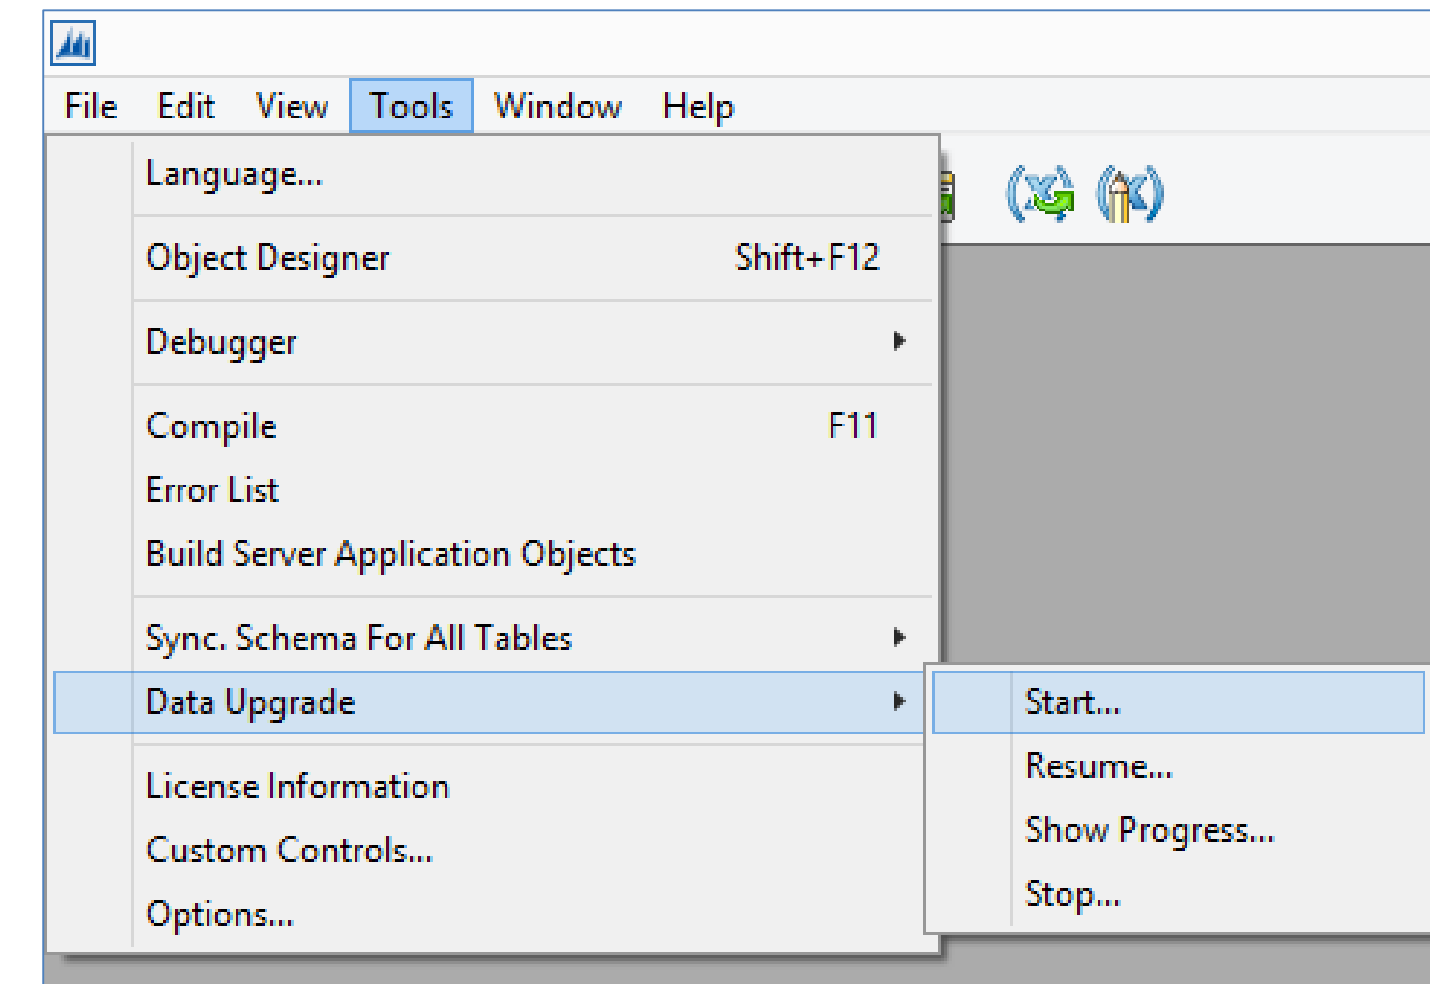 File Edit View Tools Window Help
Language...
Object Designer Shift+F12
Debugger
Compile F11
Error List
Build Server Application Objects
Sync. Schema For All Tables
Data Upgrade
License Information
Custom Controls...
Options...
Start...
Resume...
Show Progress...
Stop...